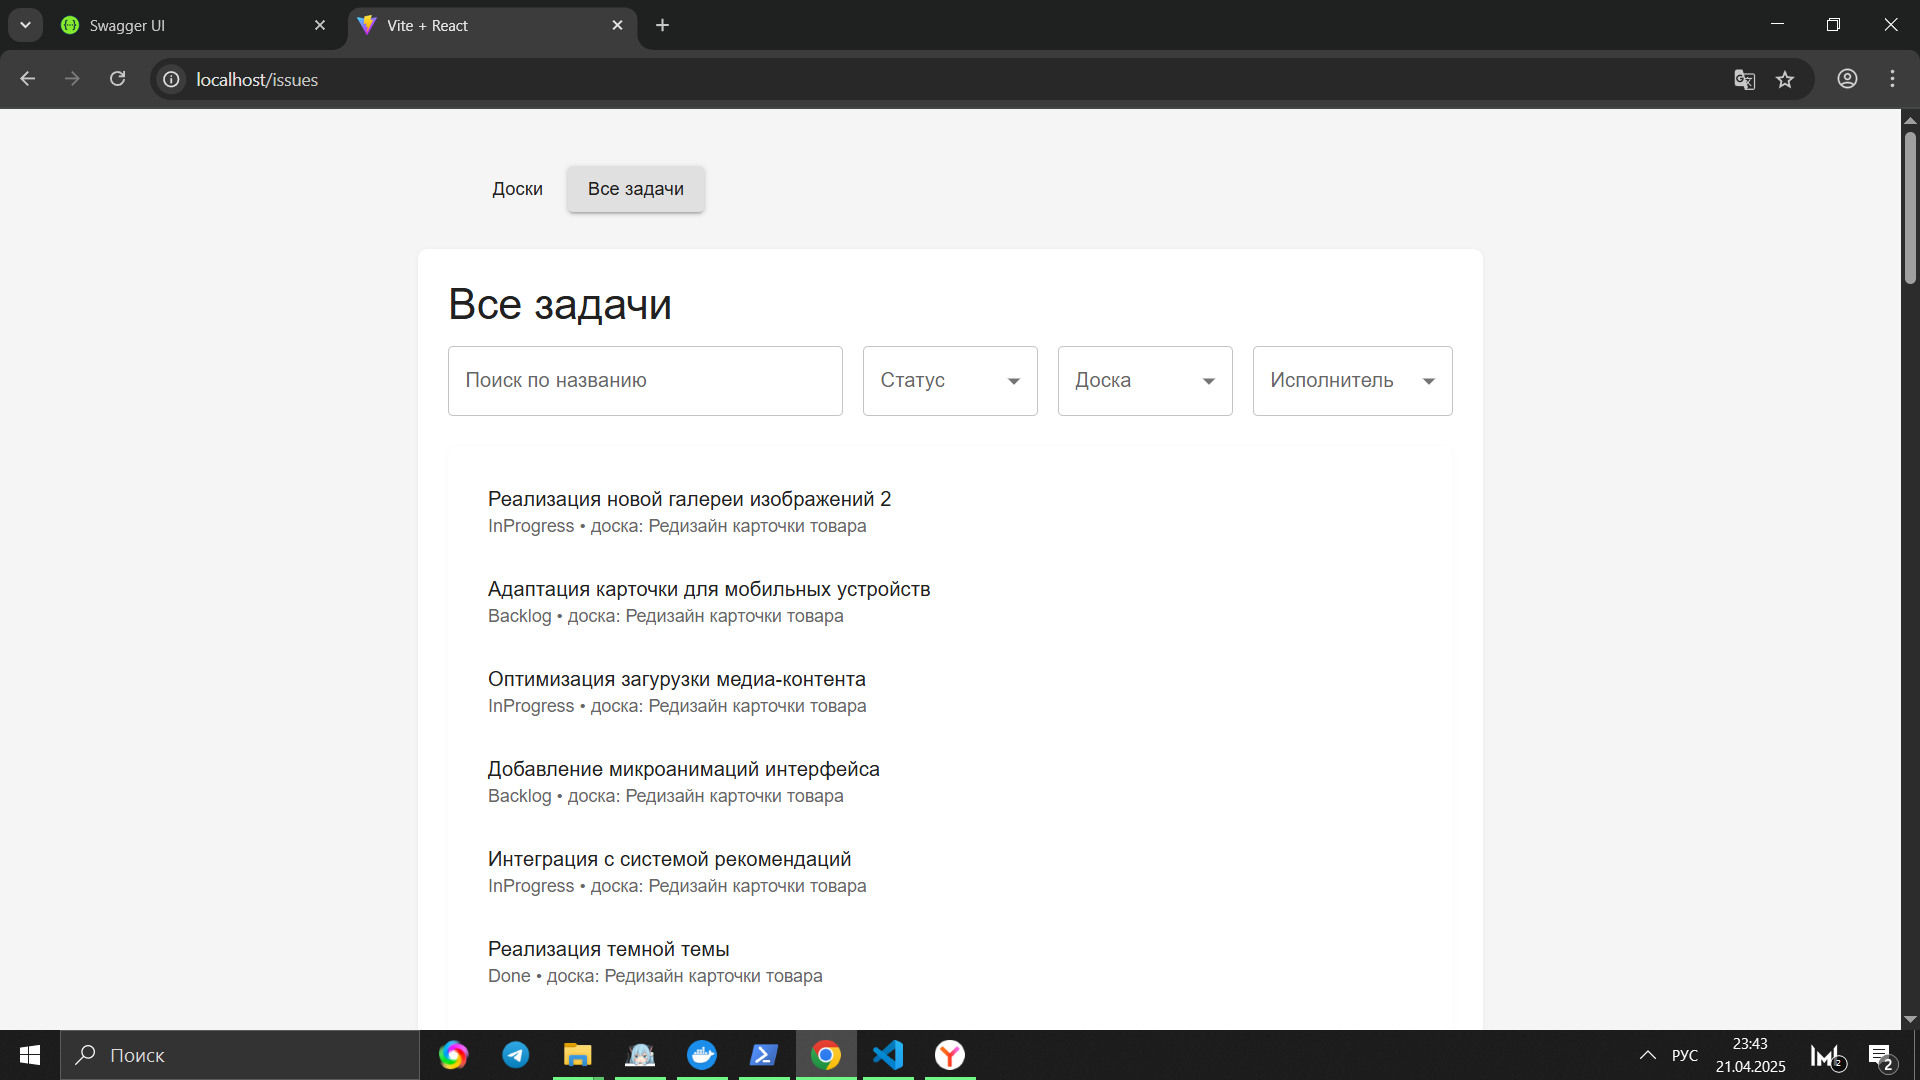 Swagger UI
Vite + React
localhost/issues
Доски
Все задачи
Все задачи
Поиск по названию
Статус
Доска
Исполнитель
Реализация новой галереи изображений 2
InProgress • доска: Редизайн карточки товара
Адаптация карточки для мобильных устройств
Backlog • доска: Редизайн карточки товара
Оптимизация загурузки медиа-контента
InProgress • доска: Редизайн карточки товара
Добавление микроанимаций интерфейса
Backlog • доска: Редизайн карточки товара
Интеграция с системой рекомендаций
InProgress • доска: Редизайн карточки товара
Реализация темной темы
Done • доска: Редизайн карточки товара
Поиск
РУС
23:43
21.04.2025
2
2